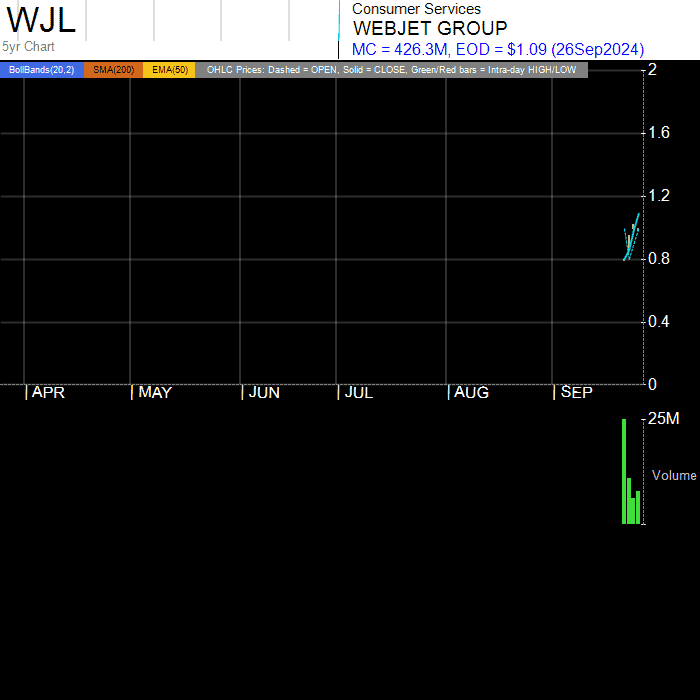 WJL
5yr Chart
Consumer Services
WEBJET GROUP
MC = 426.3M, EOD = $1.09 (26Sep2024)
BollBands(20,2) SMA(200) EMA(50) OHLC Prices: Dashed = OPEN, Solid = CLOSE, Green/Red bars = Intra-day HIGH/LOW
2
1.6
1.2
0.8
0.4
0
APR MAY JUN JUL AUG SEP
25M
Volume